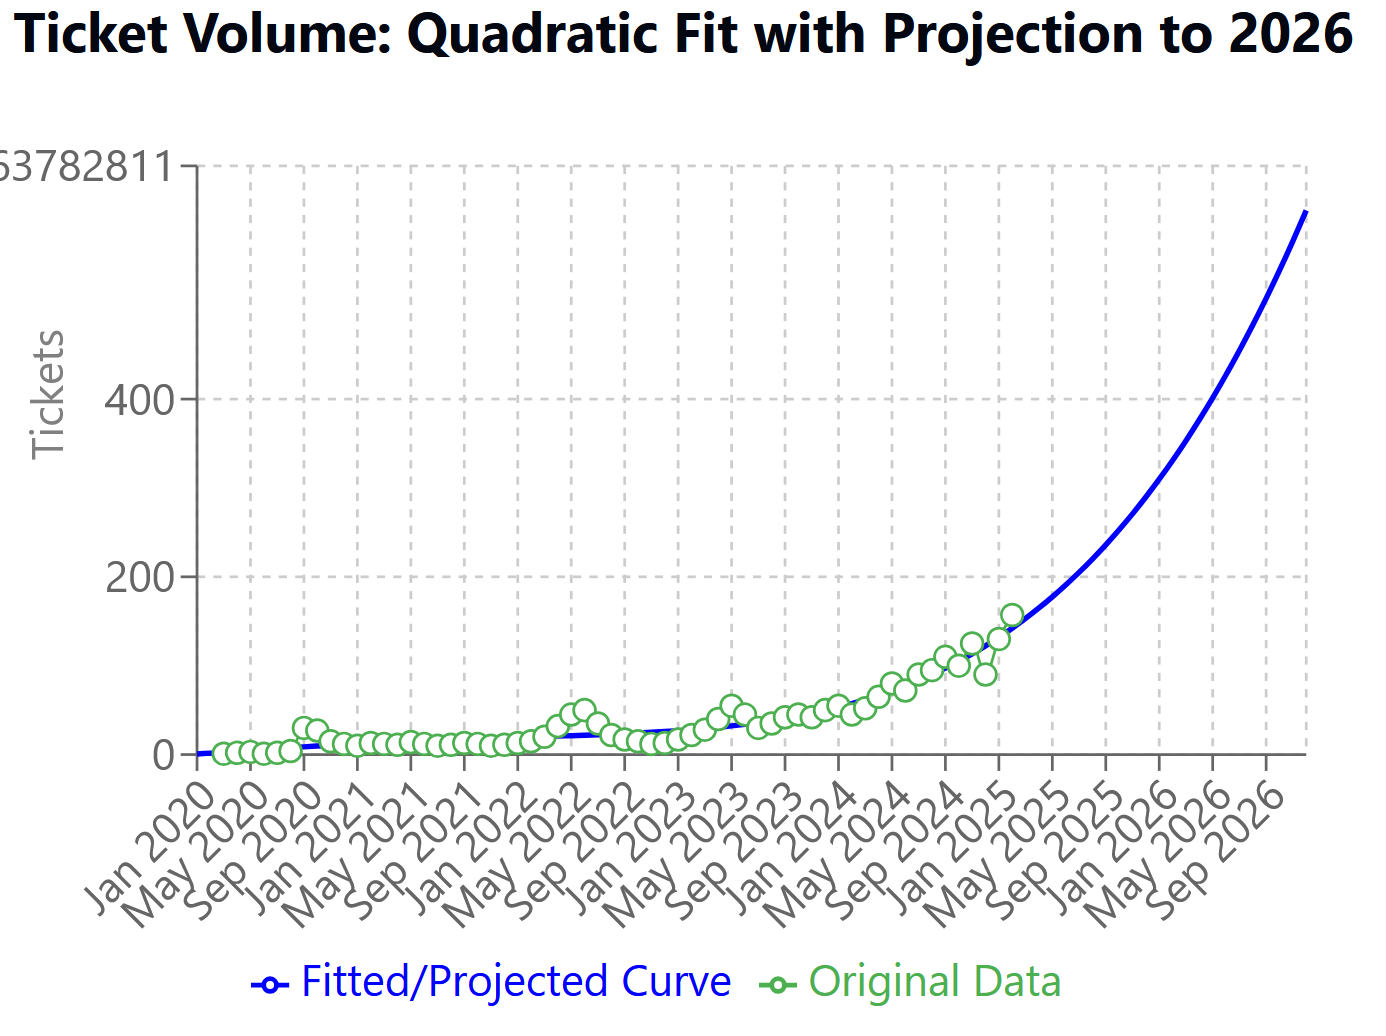 Ticket Volume: Quadratic Fit with Projection to 2026
63782811
400
200
0
Tickets
Jan 2020
May 2020
Sep 2020
Jan 2021
May 2021
Sep 2021
Jan 2022
May 2022
Sep 2022
Jan 2023
May 2023
Sep 2023
Jan 2024
May 2024
Sep 2024
Jan 2025
May 2025
Sep 2025
Jan 2026
May 2026
Sep 2026
Fitted/Projected Curve
Original Data